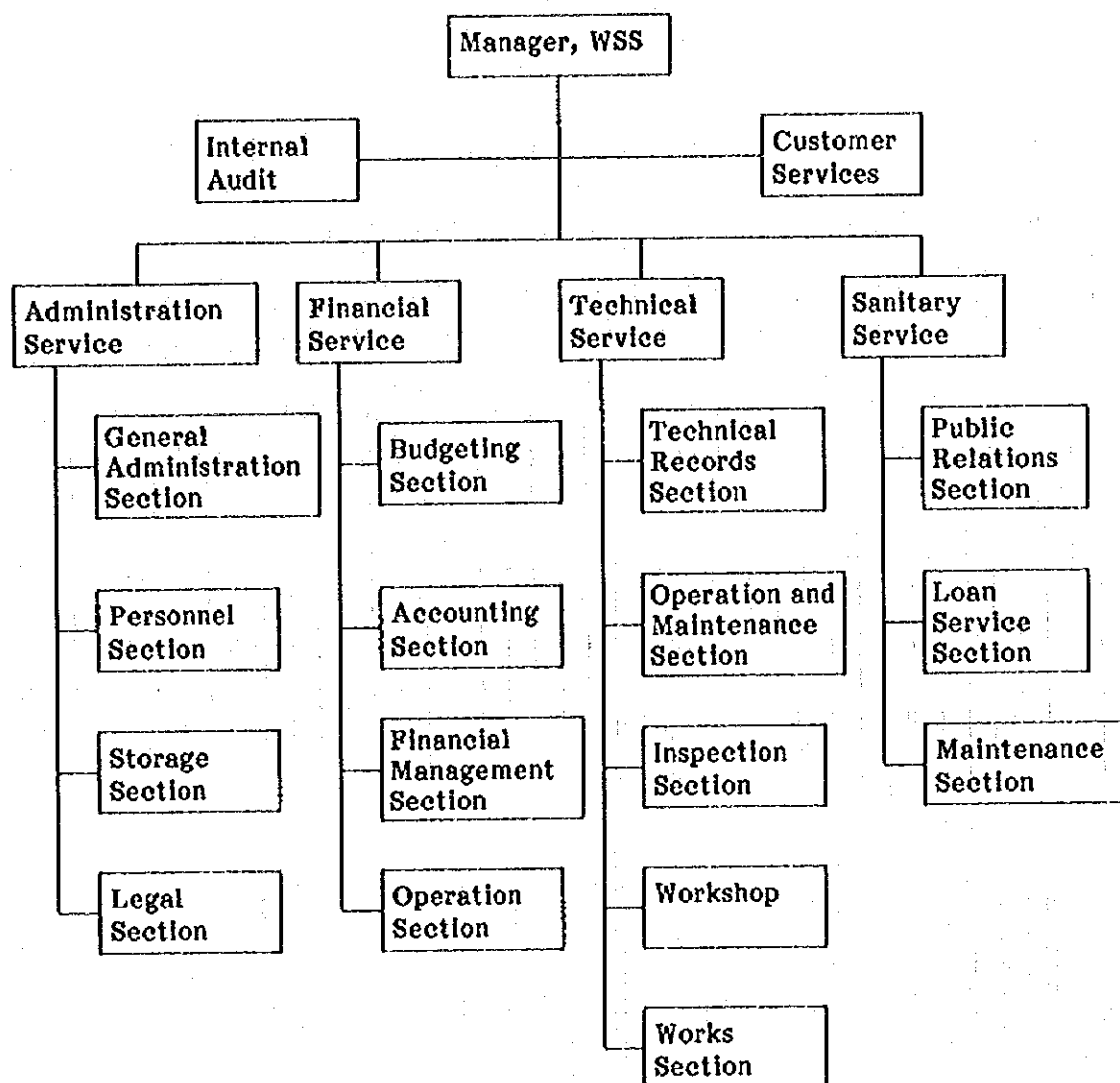 Manager, WSS
Internal
Audit
Customer
Services
Administration
Service
Financial
Service
Technical
Service
Sanitary
Service
General
Administration
Section
Budgeting
Section
Technical
Records
Section
Public
Relations
Section
Personnel
Section
Accounting
Section
Operation and
Maintenance
Section
Loan
Service
Section
Storage
Section
Financial
Management
Section
Inspection
Section
Maintenance
Section
Legal
Section
Operation
Section
Workshop
Works
Section